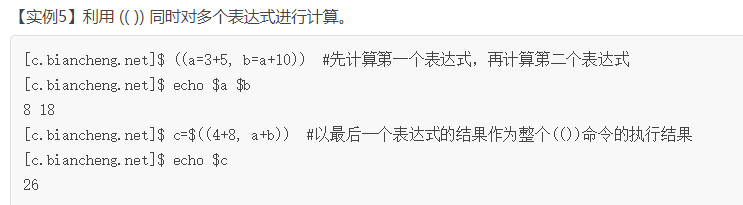 【实例5】利用 (( )) 同时对多个表达式进行计算。
[c.biancheng.net]$ ((a=3+5, b=a+10))  #先计算第一个表达式，再计算第二个表达式
[c.biancheng.net]$ echo $a $b
8 18
[c.biancheng.net]$ c=$((4+8, a+b))  #以最后一个表达式的结果作为整个(())命令的执行结果
[c.biancheng.net]$ echo $c
26